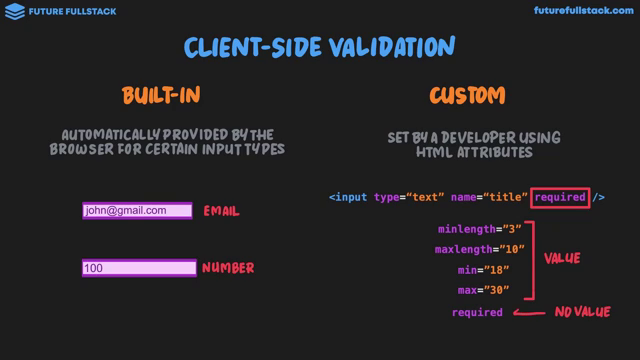 FUTURE FULLSTACK
futurefullstack.com
CLIENT-SIDE VALIDATION
BUILT-IN
AUTOMATICALLY PROVIDED BY THE
BROWSER FOR CERTAIN INPUT TYPES
john@gmail.com EMAIL
100 NUMBER
CUSTOM
SET BY A DEVELOPER USING
HTML ATTRIBUTES
<input type="text" name="title" required />
minlength="3"
maxlength="10"
min="18"
max="30"
VALUE
required NO VALUE